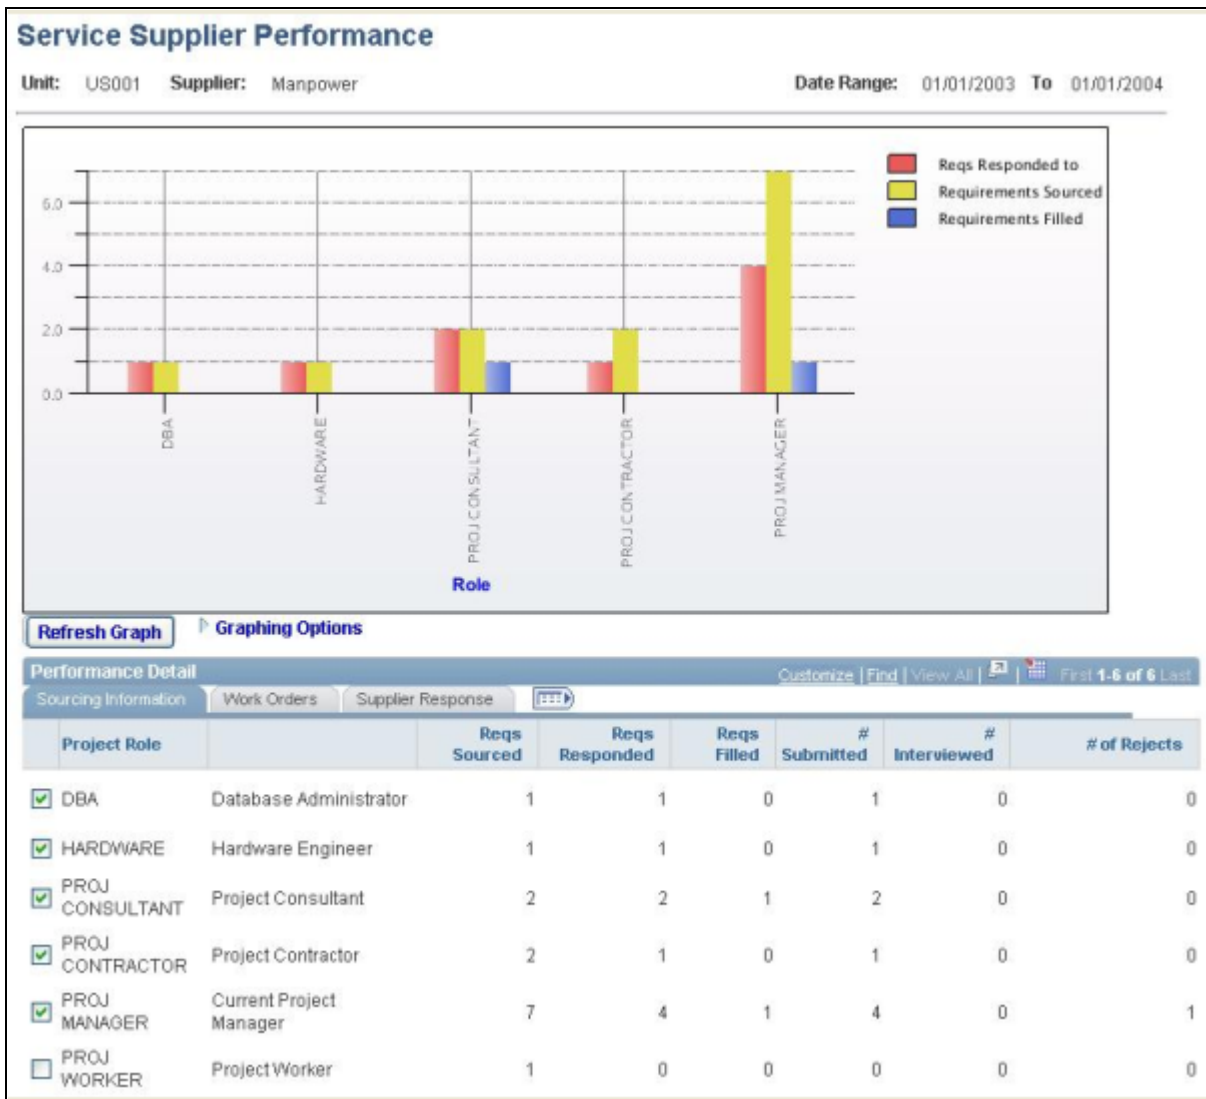 Service Supplier Performance
Unit: US001 Supplier: Manpower Date Range: 01/01/2003 To 01/01/2004
Reqs Responded to
Requirements Sourced
Requirements Filled
6.0
4.0
2.0
0.0
DBA
HARDWARE
PROJ CONSULTANT
PROJ CONTRACTOR
PROJ MANAGER
Role
Refresh Graph Graphing Options
Performance Detail Customize | Find | View All | | First 1-6 of 6 Last
Sourcing Information Work Orders Supplier Response
Project Role Reqs Sourced Reqs Responded Reqs Filled # Submitted # Interviewed # of Rejects
DBA Database Administrator 1 1 0 1 0 0
HARDWARE Hardware Engineer 1 1 0 1 0 0
PROJ CONSULTANT Project Consultant 2 2 1 2 0 0
PROJ CONTRACTOR Project Contractor 2 1 0 1 0 0
PROJ MANAGER Current Project Manager 7 4 1 4 0 1
PROJ WORKER Project Worker 1 0 0 0 0 0